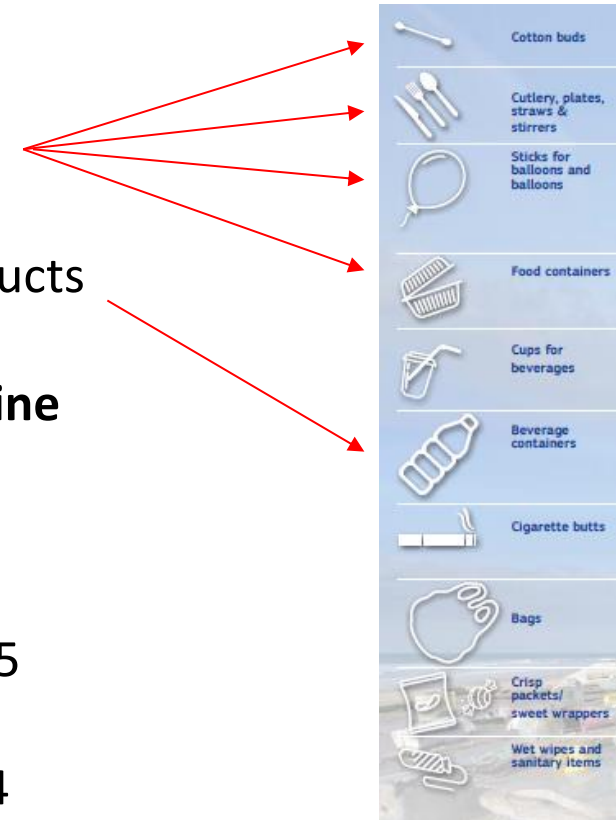 ucts
ine
5
4
Cotton buds
Cutlery, plates,
straws &
stirrers
Sticks for
balloons and
balloons
Food containers
Cups for
beverages
Beverage
containers
Cigarette butts
Bags
Crisp
packets/
sweet wrappers
Wet wipes and
sanitary items